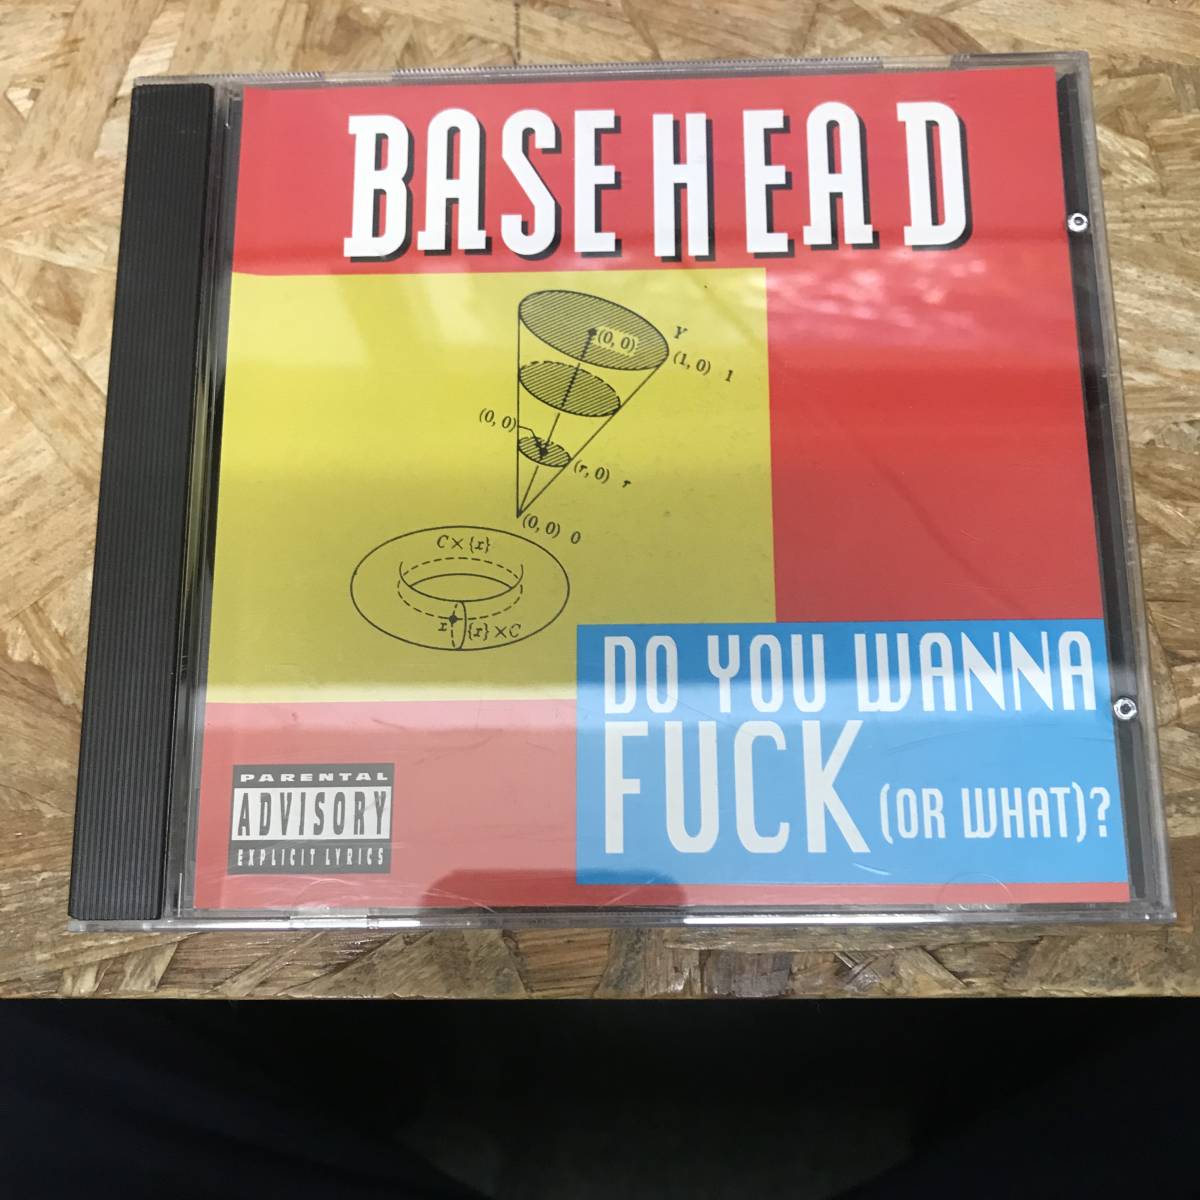 BASEHEAD
(0, 0)
Y
(1, 0) 1
(0, 0)
(r, 0) r
(0, 0) 0
C × {x}
x {x} × C
DO YOU WANNA
FUCK (OR WHAT)?
PARENTAL
ADVISORY
EXPLICIT LYRICS